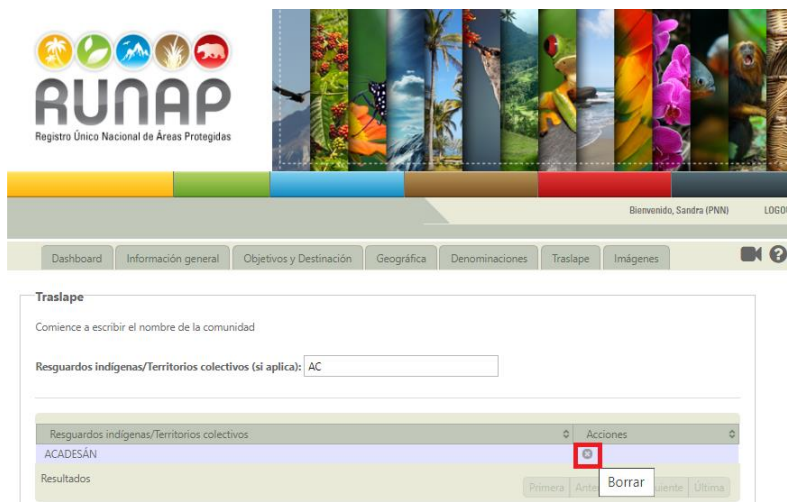 RUNAP
Registro Único Nacional de Áreas Protegidas
Bienvenido, Sandra (PNN) LOGOU
Dashboard Información general Objetivos y Destinación Geográfica Denominaciones Traslape Imágenes
Traslape
Comience a escribir el nombre de la comunidad
Resguardos indígenas/Territorios colectivos (si aplica): AC
Resguardos indígenas/Territorios colectivos Acciones
ACADESÁN
Resultados Primera Ante Borrar uiente Última